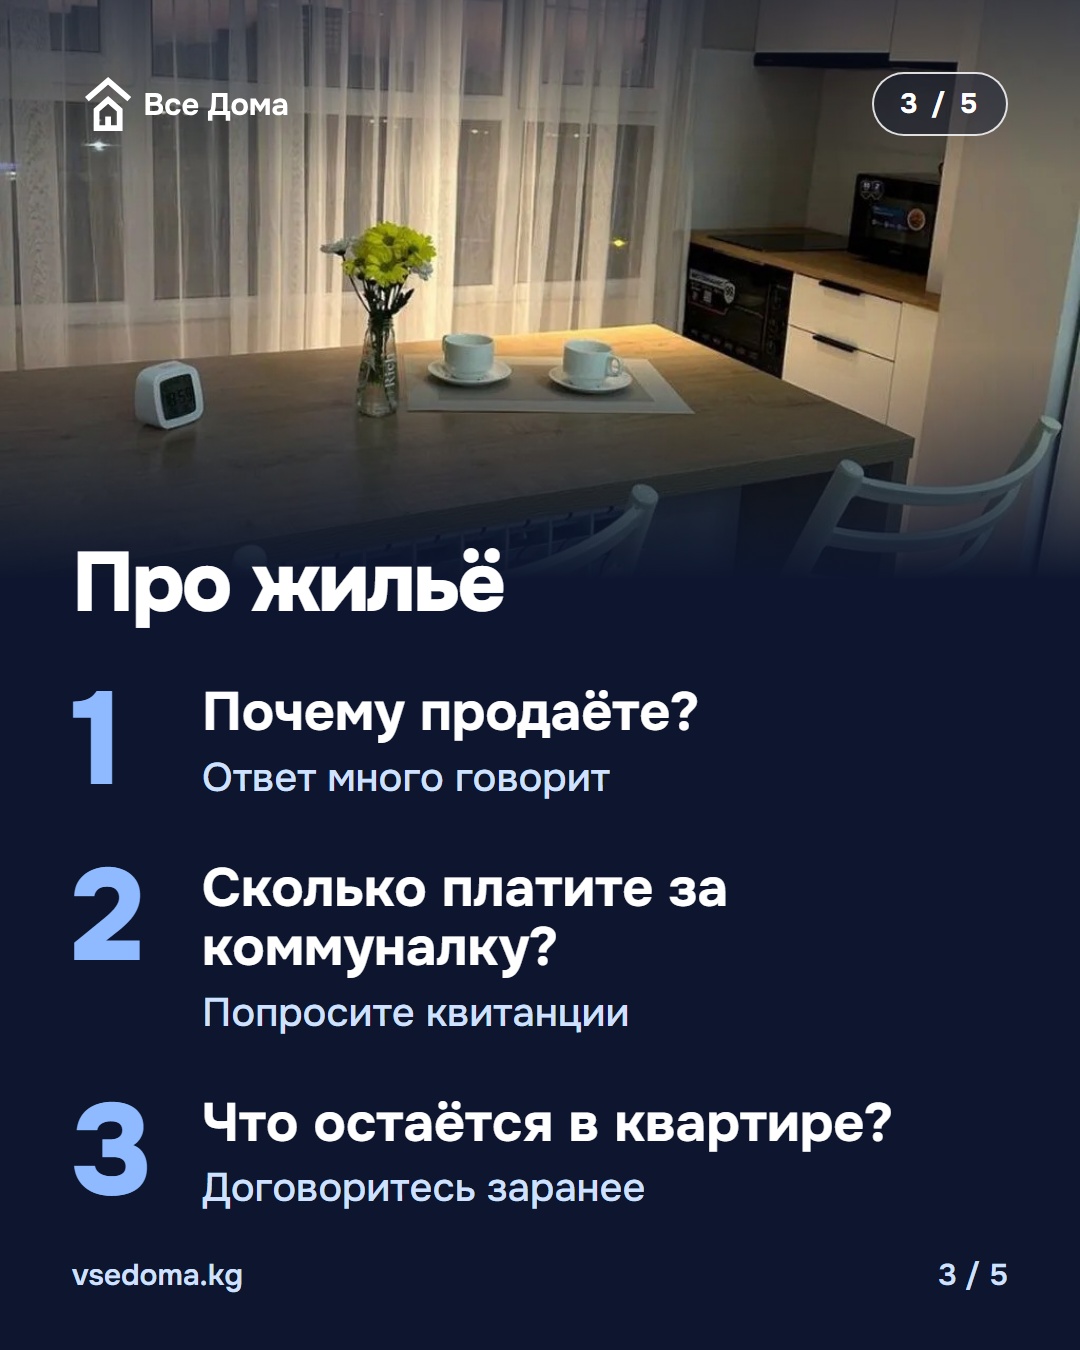 Все Дома
3 / 5
Про жильё
1
Почему продаёте?
Ответ много говорит
2
Сколько платите за
коммуналку?
Попросите квитанции
3
Что остаётся в квартире?
Договоритесь заранее
vsedoma.kg
3 / 5